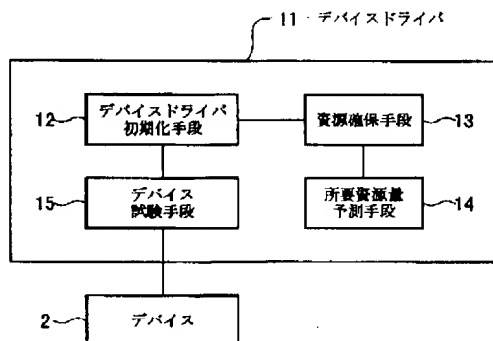 11・デバイスドライバ
12
デバイスドライバ
初期化手段
資源確保手段
13
15
デバイス
試験手段
所要資源量
予測手段
14
2
デバイス